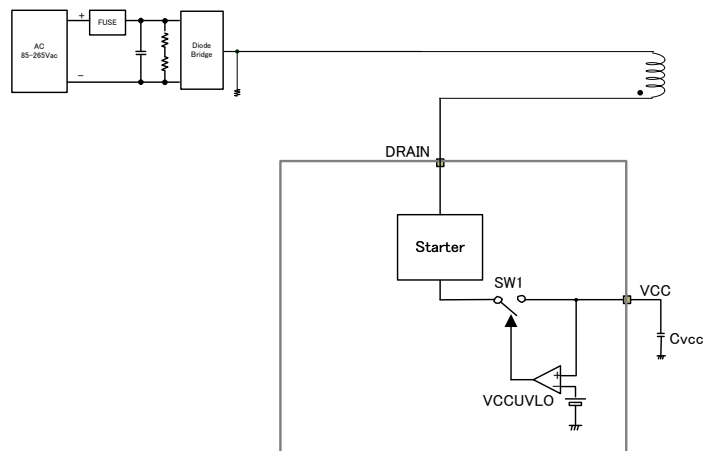 +
FUSE
AC
85-265Vac
Diode
Bridge
−
DRAIN
Starter
SW1
VCC
Cvcc
+
−
VCCUVLO